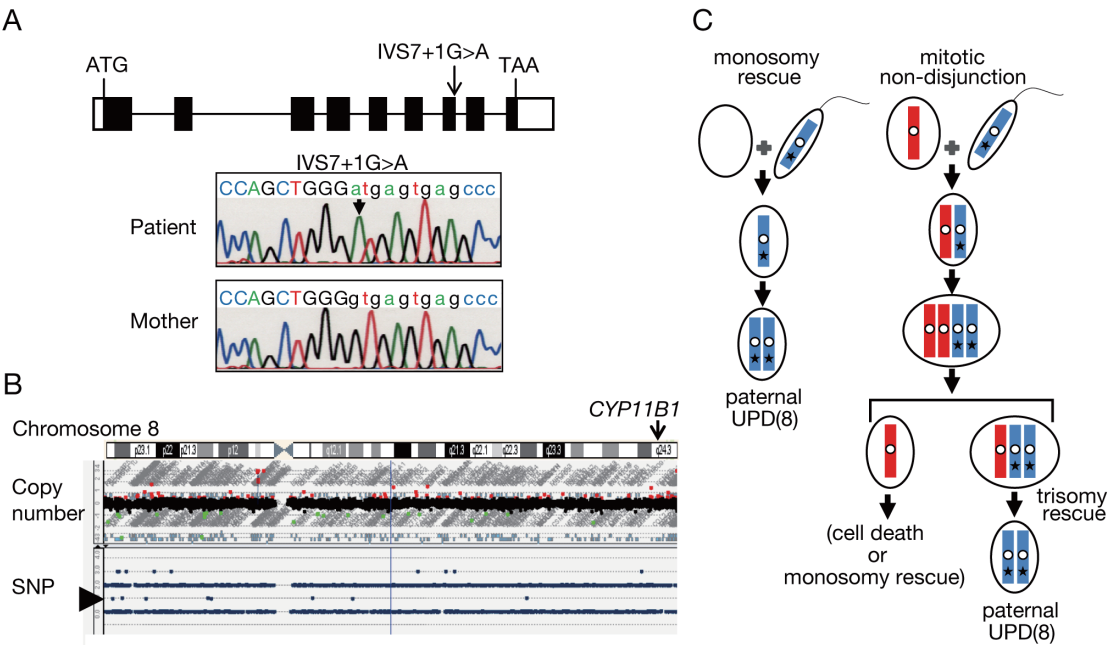 A
IVS7+1G>A
ATG
TAA
IVS7+1G>A
CCAGCTGGGatgagtgagccc
Patient
CCAGCTGGGgtgagtgagccc
Mother
B
CYP11B1
Chromosome 8
p23.1 p22 p21.3 p12 q12.1 q21.3 q22.1 q22.3 q23.3 q24.3
Copy
number
SNP
C
monosomy
rescue
paternal
UPD(8)
mitotic
non-disjunction
(cell death
or
monosomy rescue)
trisomy
rescue
paternal
UPD(8)